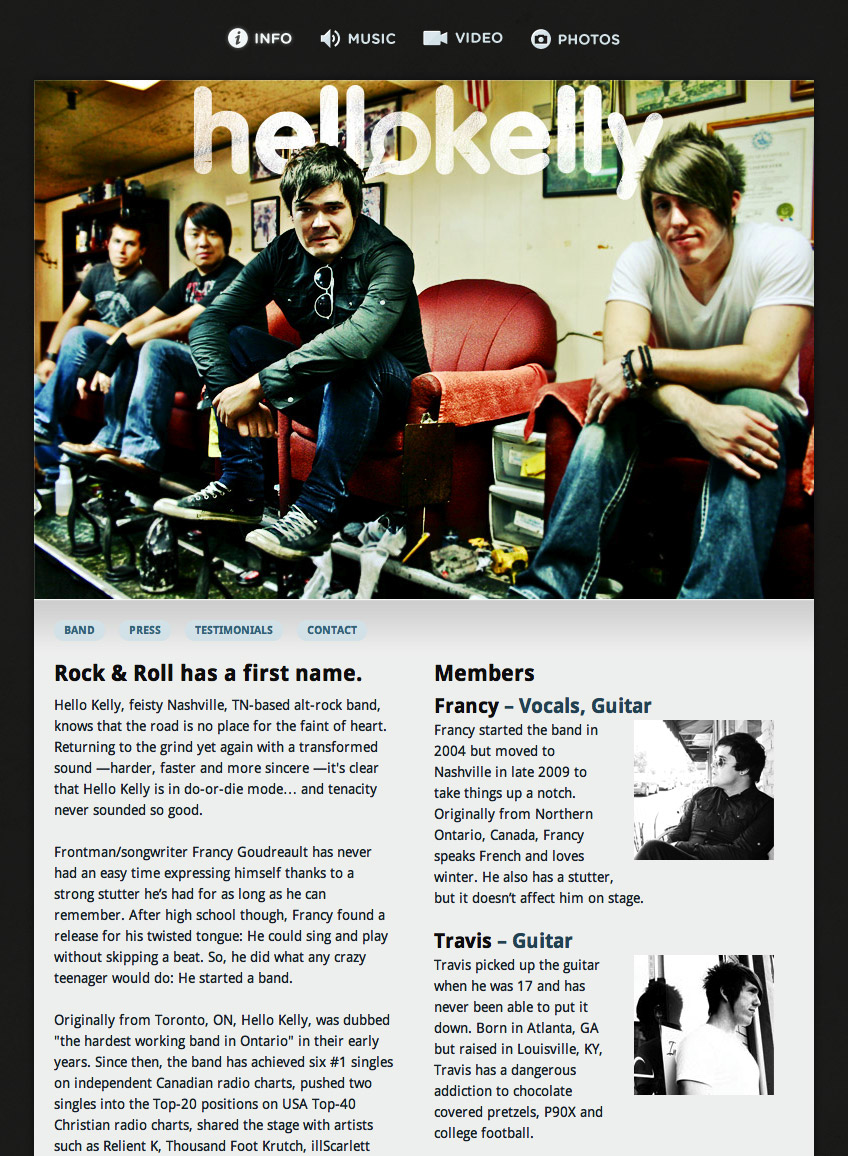 INFO MUSIC VIDEO PHOTOS
hellokelly
BAND PRESS TESTIMONIALS CONTACT
Rock & Roll has a first name.
Hello Kelly, feisty Nashville, TN-based alt-rock band,
knows that the road is no place for the faint of heart.
Returning to the grind yet again with a transformed
sound —harder, faster and more sincere —it's clear
that Hello Kelly is in do-or-die mode… and tenacity
never sounded so good.
Frontman/songwriter Francy Goudreault has never
had an easy time expressing himself thanks to a
strong stutter he’s had for as long as he can
remember. After high school though, Francy found a
release for his twisted tongue: He could sing and play
without skipping a beat. So, he did what any crazy
teenager would do: He started a band.
Originally from Toronto, ON, Hello Kelly, was dubbed
"the hardest working band in Ontario" in their early
years. Since then, the band has achieved six #1 singles
on independent Canadian radio charts, pushed two
singles into the Top-20 positions on USA Top-40
Christian radio charts, shared the stage with artists
such as Relient K, Thousand Foot Krutch, illScarlett
Members
Francy – Vocals, Guitar
Francy started the band in
2004 but moved to
Nashville in late 2009 to
take things up a notch.
Originally from Northern
Ontario, Canada, Francy
speaks French and loves
winter. He also has a stutter,
but it doesn’t affect him on stage.
Travis – Guitar
Travis picked up the guitar
when he was 17 and has
never been able to put it
down. Born in Atlanta, GA
but raised in Louisville, KY,
Travis has a dangerous
addiction to chocolate
covered pretzels, P90X and
college football.